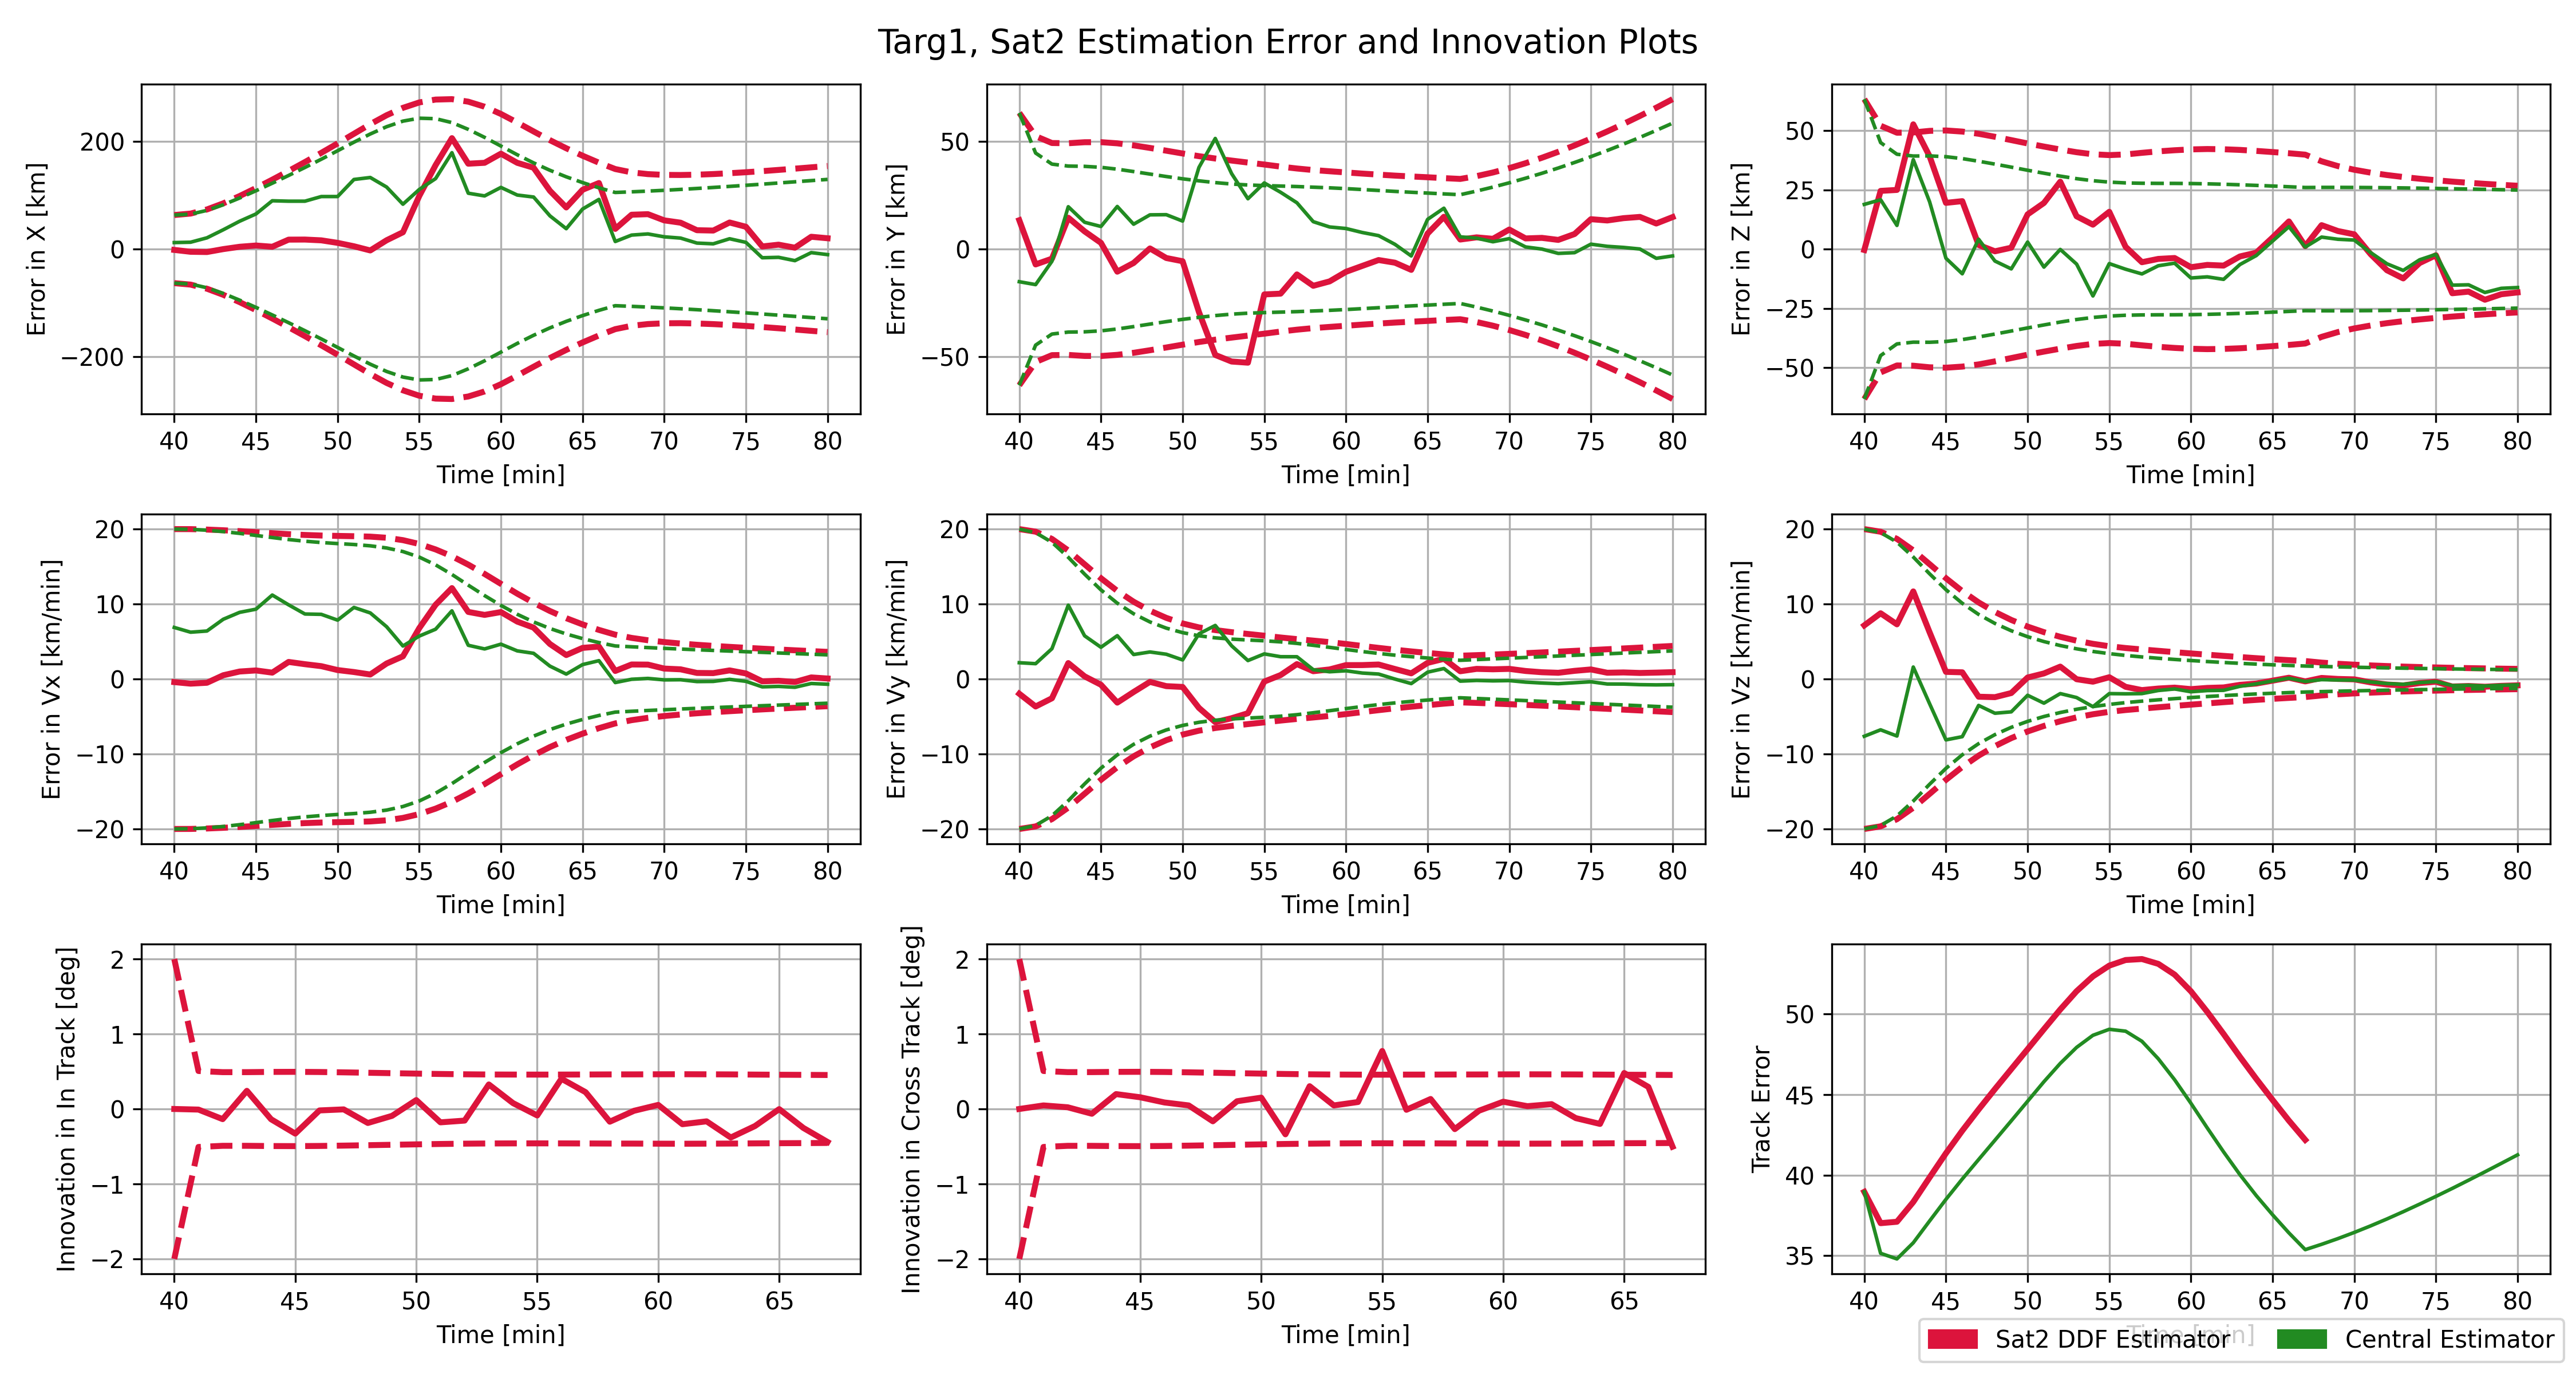 Targ1, Sat2 Estimation Error and Innovation Plots
Error in X [km]
200
0
−200
40 45 50 55 60 65 70 75 80
Time [min]
Error in Y [km]
50
0
−50
40 45 50 55 60 65 70 75 80
Time [min]
Error in Z [km]
50
25
0
−25
−50
40 45 50 55 60 65 70 75 80
Time [min]
Error in Vx [km/min]
20
10
0
−10
−20
40 45 50 55 60 65 70 75 80
Time [min]
Error in Vy [km/min]
20
10
0
−10
−20
40 45 50 55 60 65 70 75 80
Time [min]
Error in Vz [km/min]
20
10
0
−10
−20
40 45 50 55 60 65 70 75 80
Time [min]
Innovation in In Track [deg]
2
1
0
−1
−2
40 45 50 55 60 65
Time [min]
Innovation in Cross Track [deg]
2
1
0
−1
−2
40 45 50 55 60 65
Time [min]
Track Error
50
45
40
35
40 45 50 55 60 65 70 75 80
Time [min]
Sat2 DDF Estimator Central Estimator